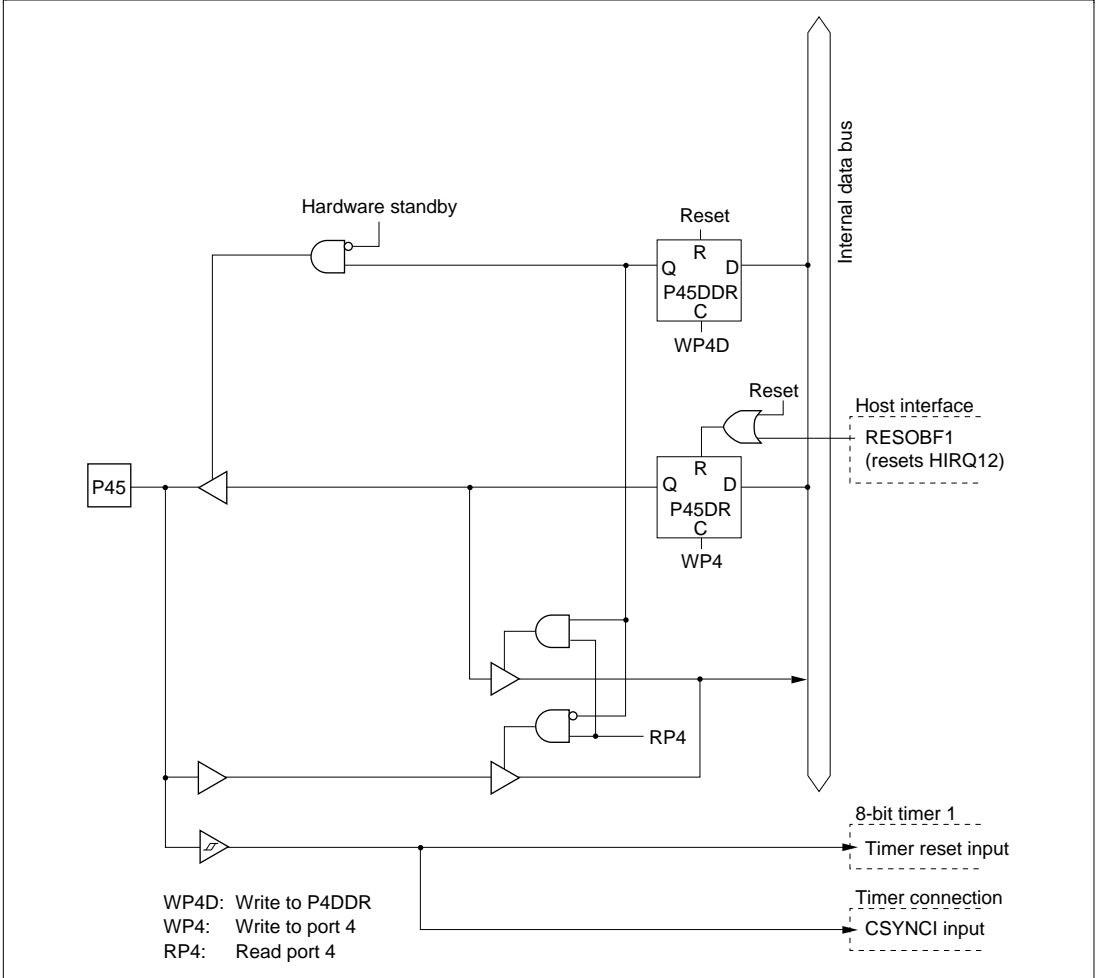 Internal data bus
Hardware standby
Reset
R
Q D
P45DDR
C
WP4D
Reset
Host interface
RESOBF1
(resets HIRQ12)
P45
R
Q D
P45DR
C
WP4
RP4
8-bit timer 1
Timer reset input
Timer connection
CSYNCI input
WP4D: Write to P4DDR
WP4: Write to port 4
RP4: Read port 4